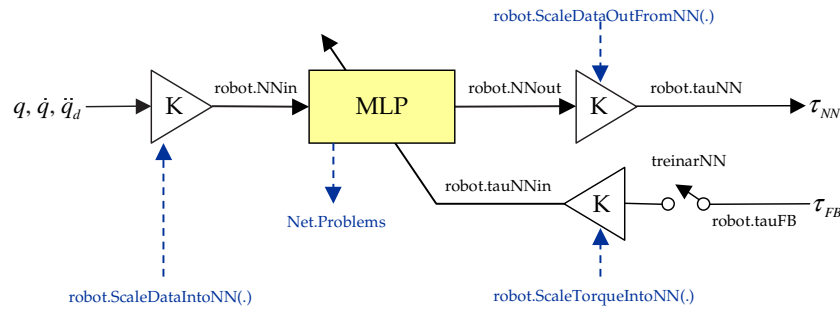 robot.ScaleDataOutFromNN(.)
q, q̇, q̈d
K
robot.NNin
MLP
robot.NNout
K
robot.tauNN
τNN
treinarNN
robot.tauNNin
K
τFB
robot.tauFB
Net.Problems
robot.ScaleDataIntoNN(.)
robot.ScaleTorqueIntoNN(.)